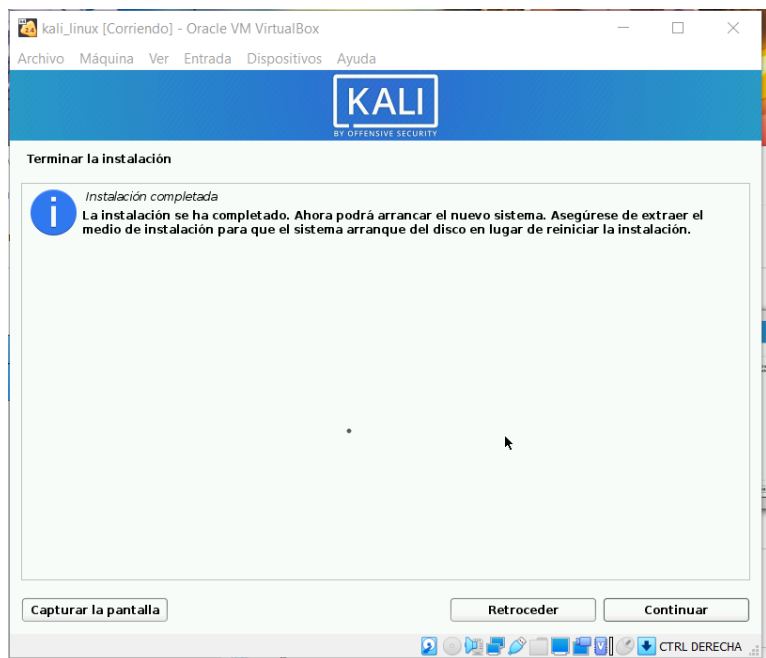 kali_linux [Corriendo] - Oracle VM VirtualBox
Archivo Máquina Ver Entrada Dispositivos Ayuda
KALI
BY OFFENSIVE SECURITY
Terminar la instalación
Instalación completada
La instalación se ha completado. Ahora podrá arrancar el nuevo sistema. Asegúrese de extraer el
medio de instalación para que el sistema arranque del disco en lugar de reiniciar la instalación.
Capturar la pantalla Retroceder Continuar
CTRL DERECHA